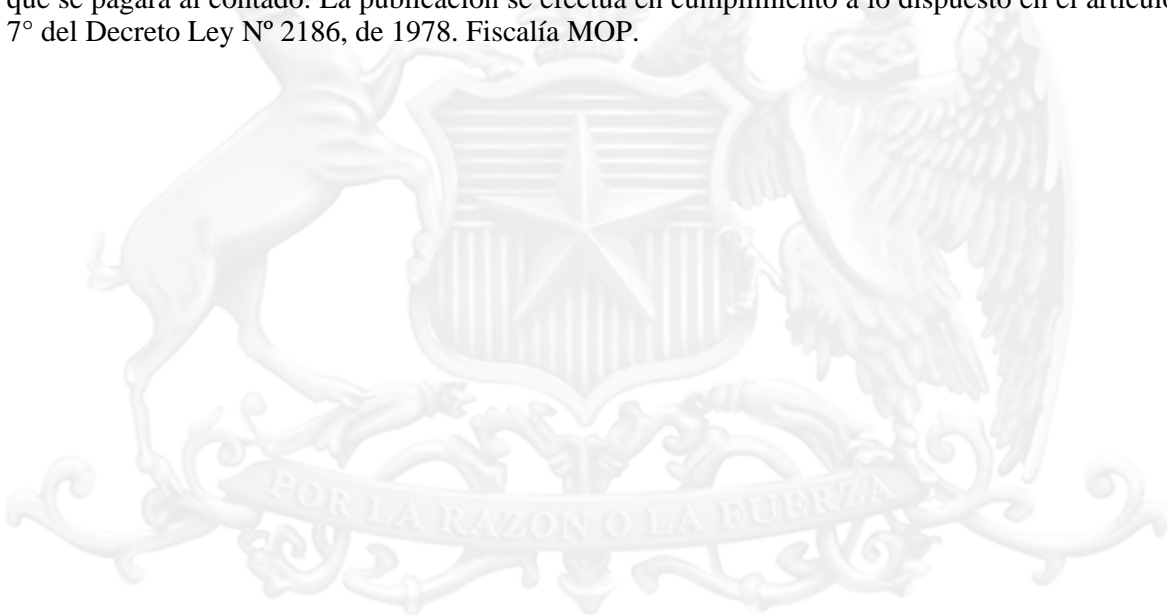 que se pagará al contado. La publicación se efectúa en cumplimiento a lo dispuesto en el artículo
7° del Decreto Ley Nº 2186, de 1978. Fiscalía MOP.
POR LA RAZON O LA FUERZA